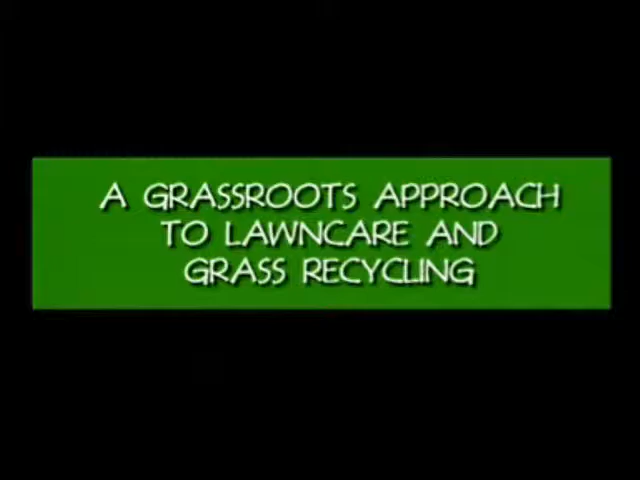 A GRASSROOTS APPROACH
TO LAWNCARE AND
GRASS RECYCLING